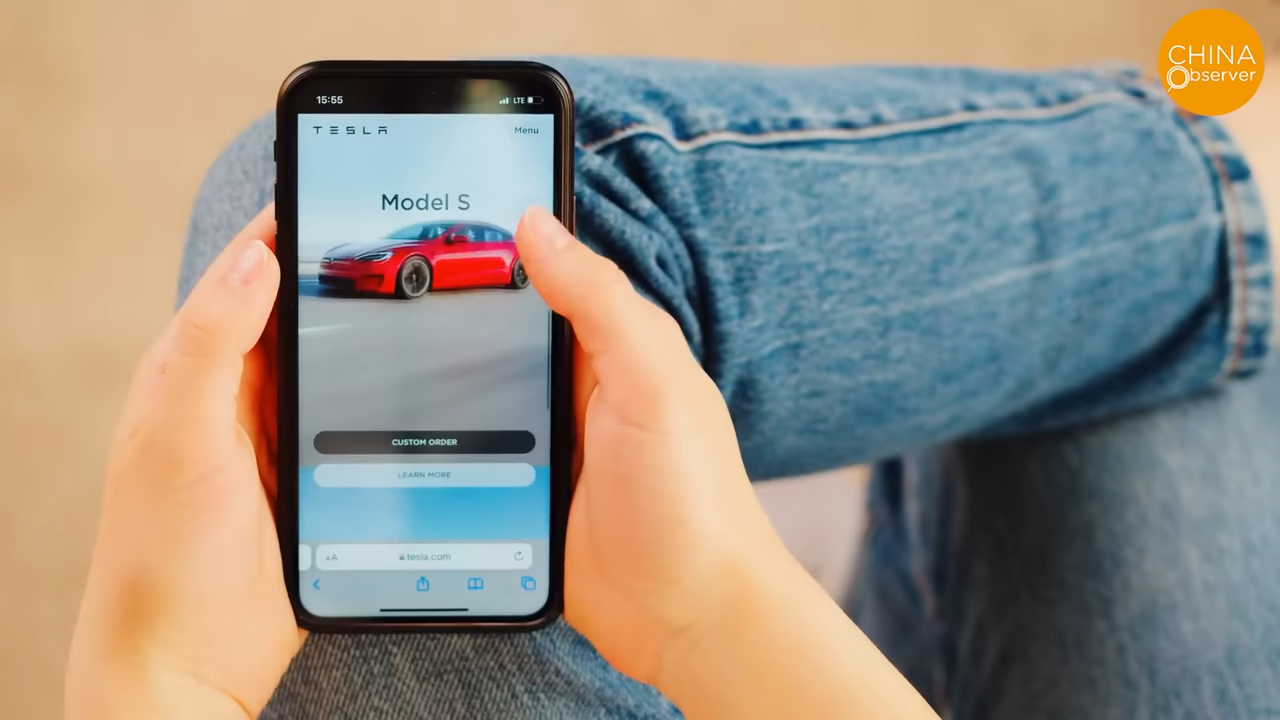 CHINA
Observer
15:55
LTE
TESLA
Menu
Model S
CUSTOM ORDER
LEARN MORE
AA
tesla.com